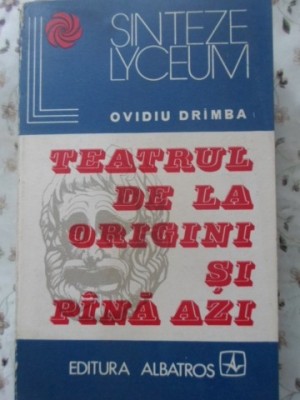 SINTEZE
LYCEUM
OVIDIU DRÎMBA
TEATRUL
DE LA
ORIGINI
ȘI
PÎNĂ AZI
EDITURA ALBATROS